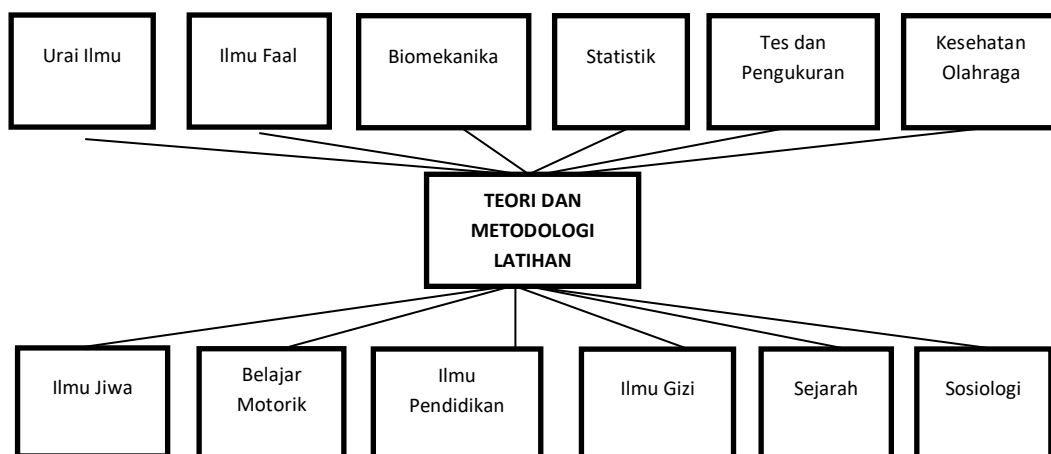 Urai Ilmu
Ilmu Faal
Biomekanika
Statistik
Tes dan
Pengukuran
Kesehatan
Olahraga
TEORI DAN
METODOLOGI
LATIHAN
Ilmu Jiwa
Belajar
Motorik
Ilmu
Pendidikan
Ilmu Gizi
Sejarah
Sosiologi